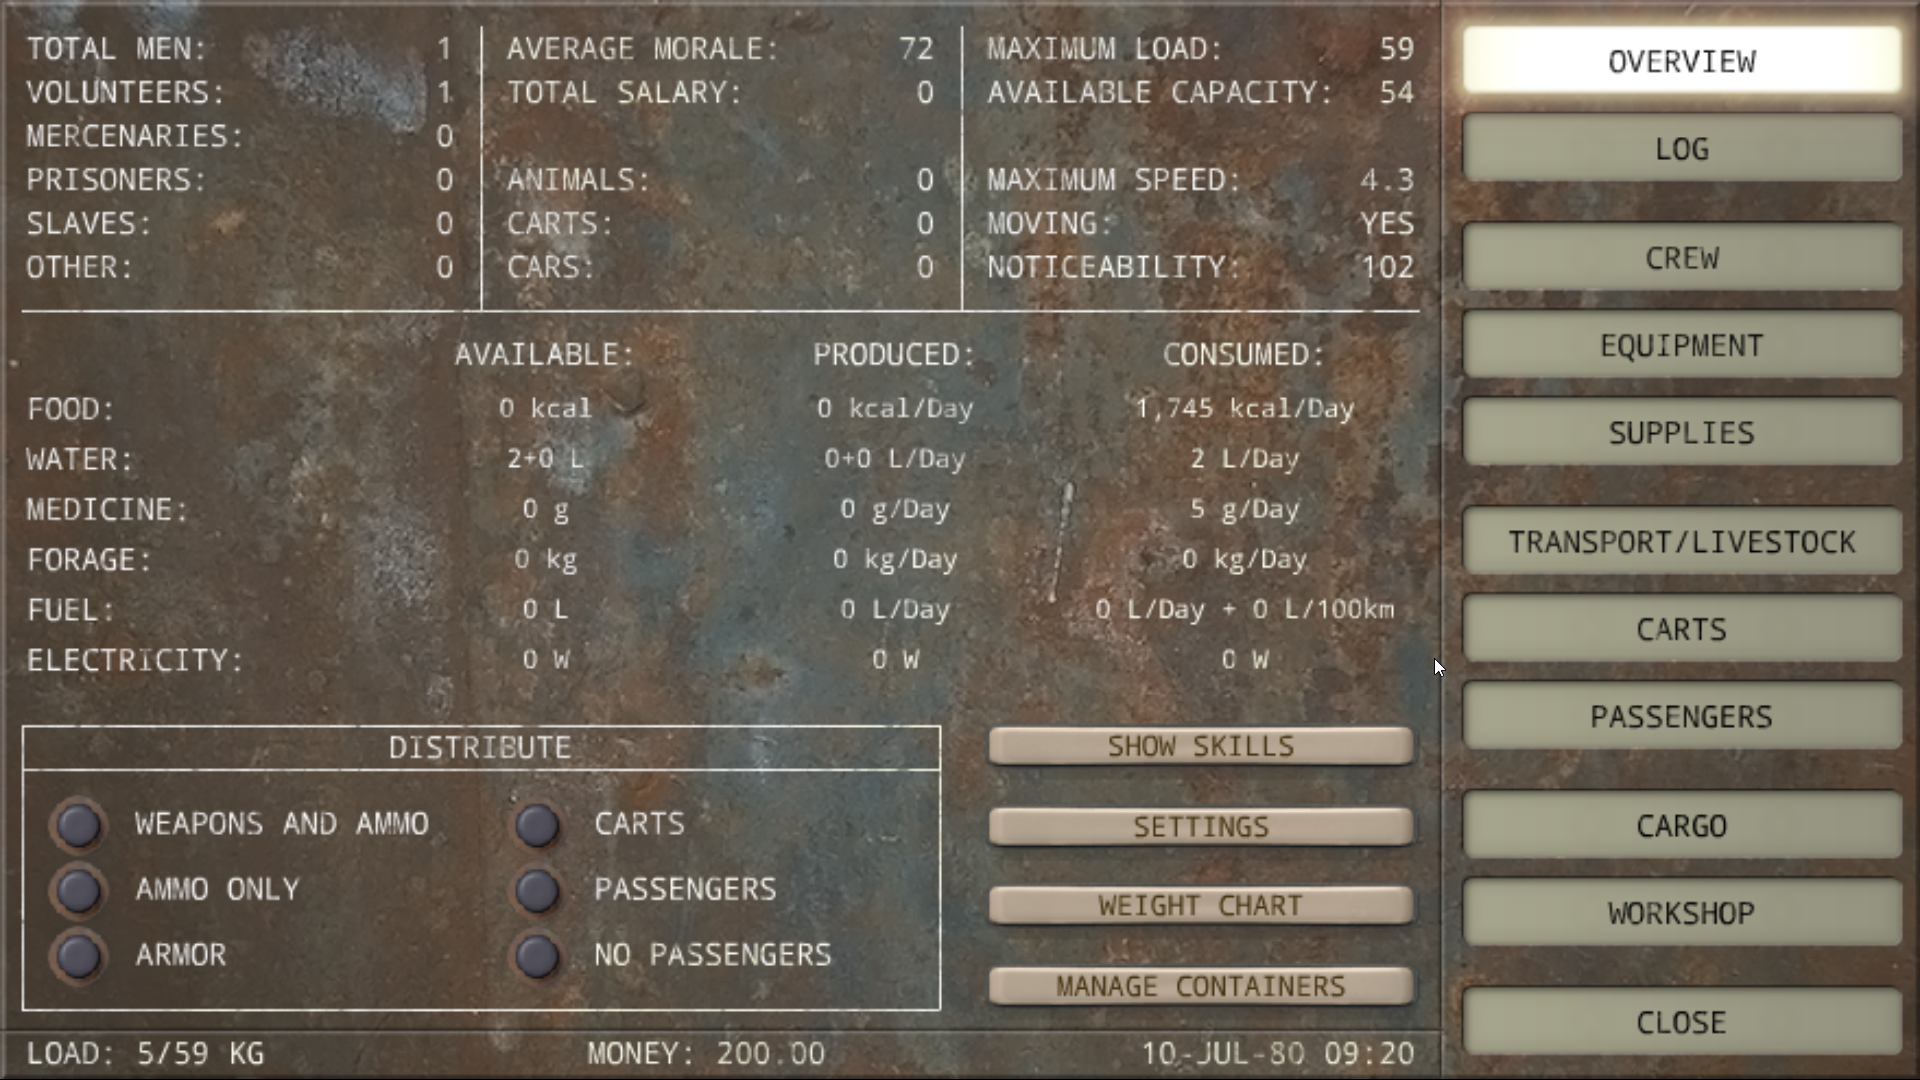 TOTAL MEN: 1
VOLUNTEERS: 1
MERCENARIES: 0
PRISONERS: 0
SLAVES: 0
OTHER: 0
AVERAGE MORALE: 72
TOTAL SALARY: 0
ANIMALS: 0
CARTS: 0
CARS: 0
MAXIMUM LOAD: 59
AVAILABLE CAPACITY: 54
MAXIMUM SPEED: 4.3
MOVING: YES
NOTICEABILITY: 102
AVAILABLE: PRODUCED: CONSUMED:
FOOD: 0 kcal 0 kcal/Day 1,745 kcal/Day
WATER: 2+0 L 0+0 L/Day 2 L/Day
MEDICINE: 0 g 0 g/Day 5 g/Day
FORAGE: 0 kg 0 kg/Day 0 kg/Day
FUEL: 0 L 0 L/Day 0 L/Day + 0 L/100km
ELECTRICITY: 0 W 0 W 0 W
DISTRIBUTE
WEAPONS AND AMMO
AMMO ONLY
ARMOR
CARTS
PASSENGERS
NO PASSENGERS
SHOW SKILLS
SETTINGS
WEIGHT CHART
MANAGE CONTAINERS
LOAD: 5/59 KG MONEY: 200.00 10-JUL-80 09:20
OVERVIEW
LOG
CREW
EQUIPMENT
SUPPLIES
TRANSPORT/LIVESTOCK
CARTS
PASSENGERS
CARGO
WORKSHOP
CLOSE